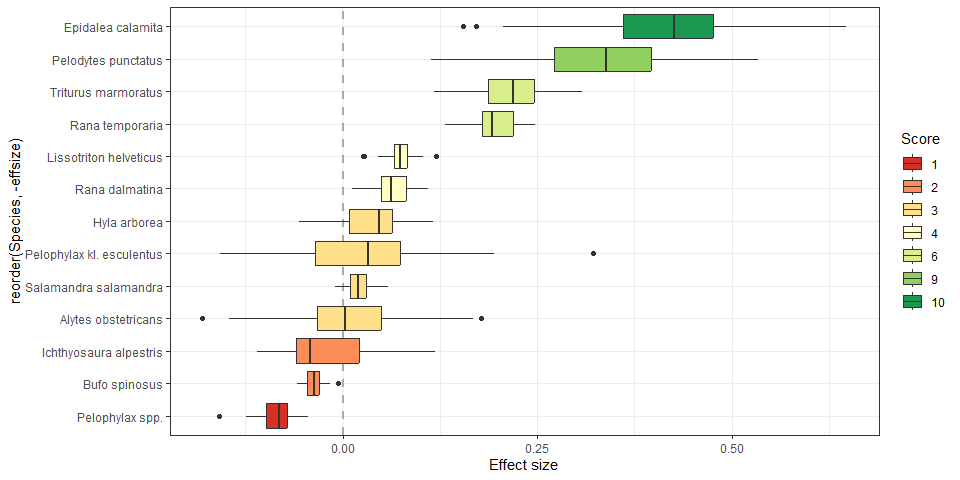 reorder(Species, -effsize)
Epidalea calamita
Pelodytes punctatus
Triturus marmoratus
Rana temporaria
Lissotriton helveticus
Rana dalmatina
Hyla arborea
Pelophylax kl. esculentus
Salamandra salamandra
Alytes obstetricans
Ichthyosaura alpestris
Bufo spinosus
Pelophylax spp.
0.00 0.25 0.50
Effect size
Score
1
2
3
4
6
9
10